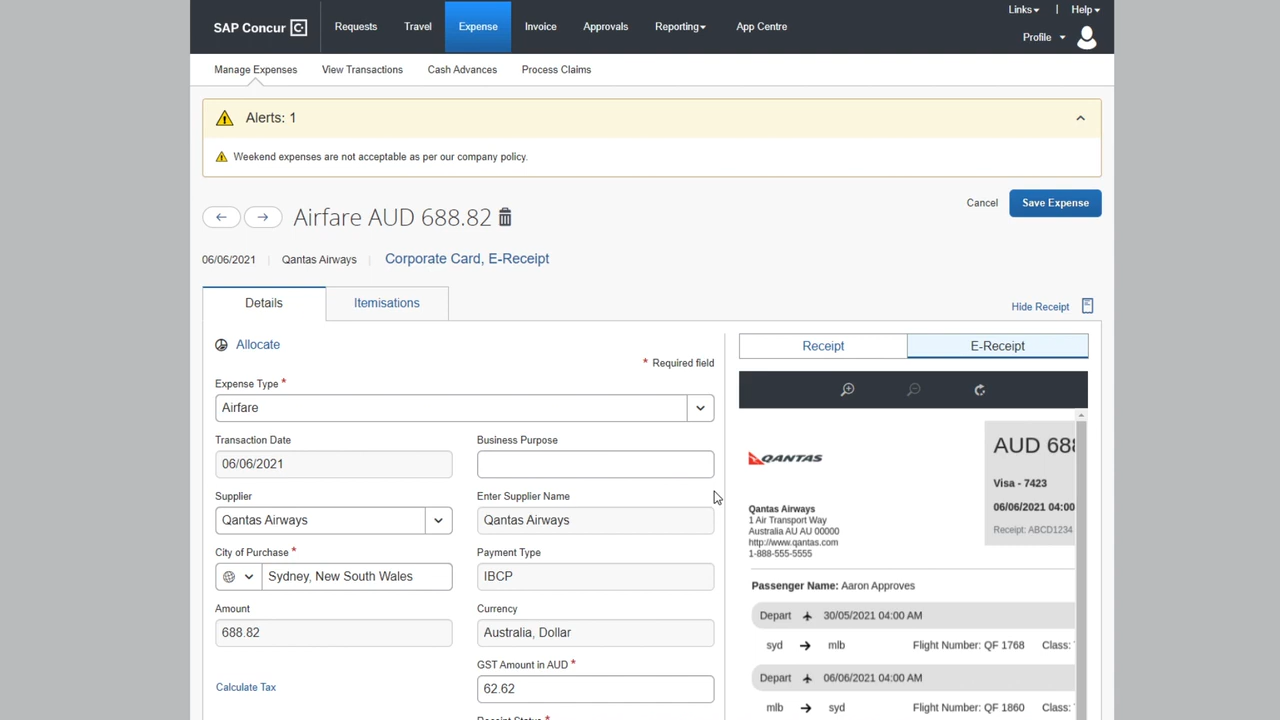 SAP Concur C
Requests
Travel
Expense
Invoice
Approvals
Reporting
App Centre
Links
|
Help
Profile
Manage Expenses
View Transactions
Cash Advances
Process Claims
Alerts: 1
Weekend expenses are not acceptable as per our company policy.
Airfare AUD 688.82
Cancel
Save Expense
06/06/2021 | Qantas Airways | Corporate Card, E-Receipt
Details
Itemisations
Hide Receipt
Allocate
* Required field
Expense Type *
Airfare
Transaction Date
06/06/2021
Business Purpose
Supplier
Qantas Airways
Enter Supplier Name
Qantas Airways
City of Purchase *
Sydney, New South Wales
Payment Type
IBCP
Amount
688.82
Currency
Australia, Dollar
GST Amount in AUD *
62.62
Calculate Tax
Receipt
E-Receipt
QANTAS
AUD 688
Visa - 7423
06/06/2021 04:00
Receipt: ABCD1234
Qantas Airways
1 Air Transport Way
Australia AU AU 00000
http://www.qantas.com
1-888-555-5555
Passenger Name: Aaron Approves
Depart 30/05/2021 04:00 AM
syd → mlb Flight Number: QF 1768 Class:
Depart 06/06/2021 04:00 AM
mlb → syd Flight Number: QF 1860 Class: